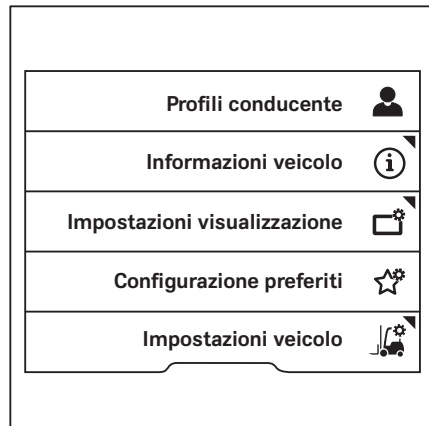 Profili conducente
Informazioni veicolo
Impostazioni visualizzazione
Configurazione preferiti
Impostazioni veicolo